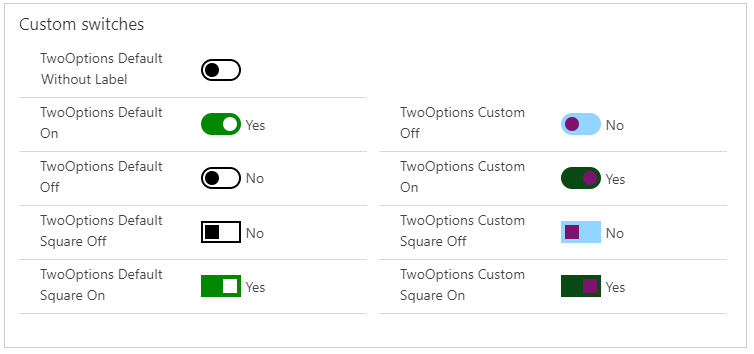 Custom switches
TwoOptions Default
Without Label
TwoOptions Default
On
Yes
TwoOptions Custom
Off
No
TwoOptions Default
Off
No
TwoOptions Custom
On
Yes
TwoOptions Default
Square Off
No
TwoOptions Custom
Square Off
No
TwoOptions Default
Square On
Yes
TwoOptions Custom
Square On
Yes